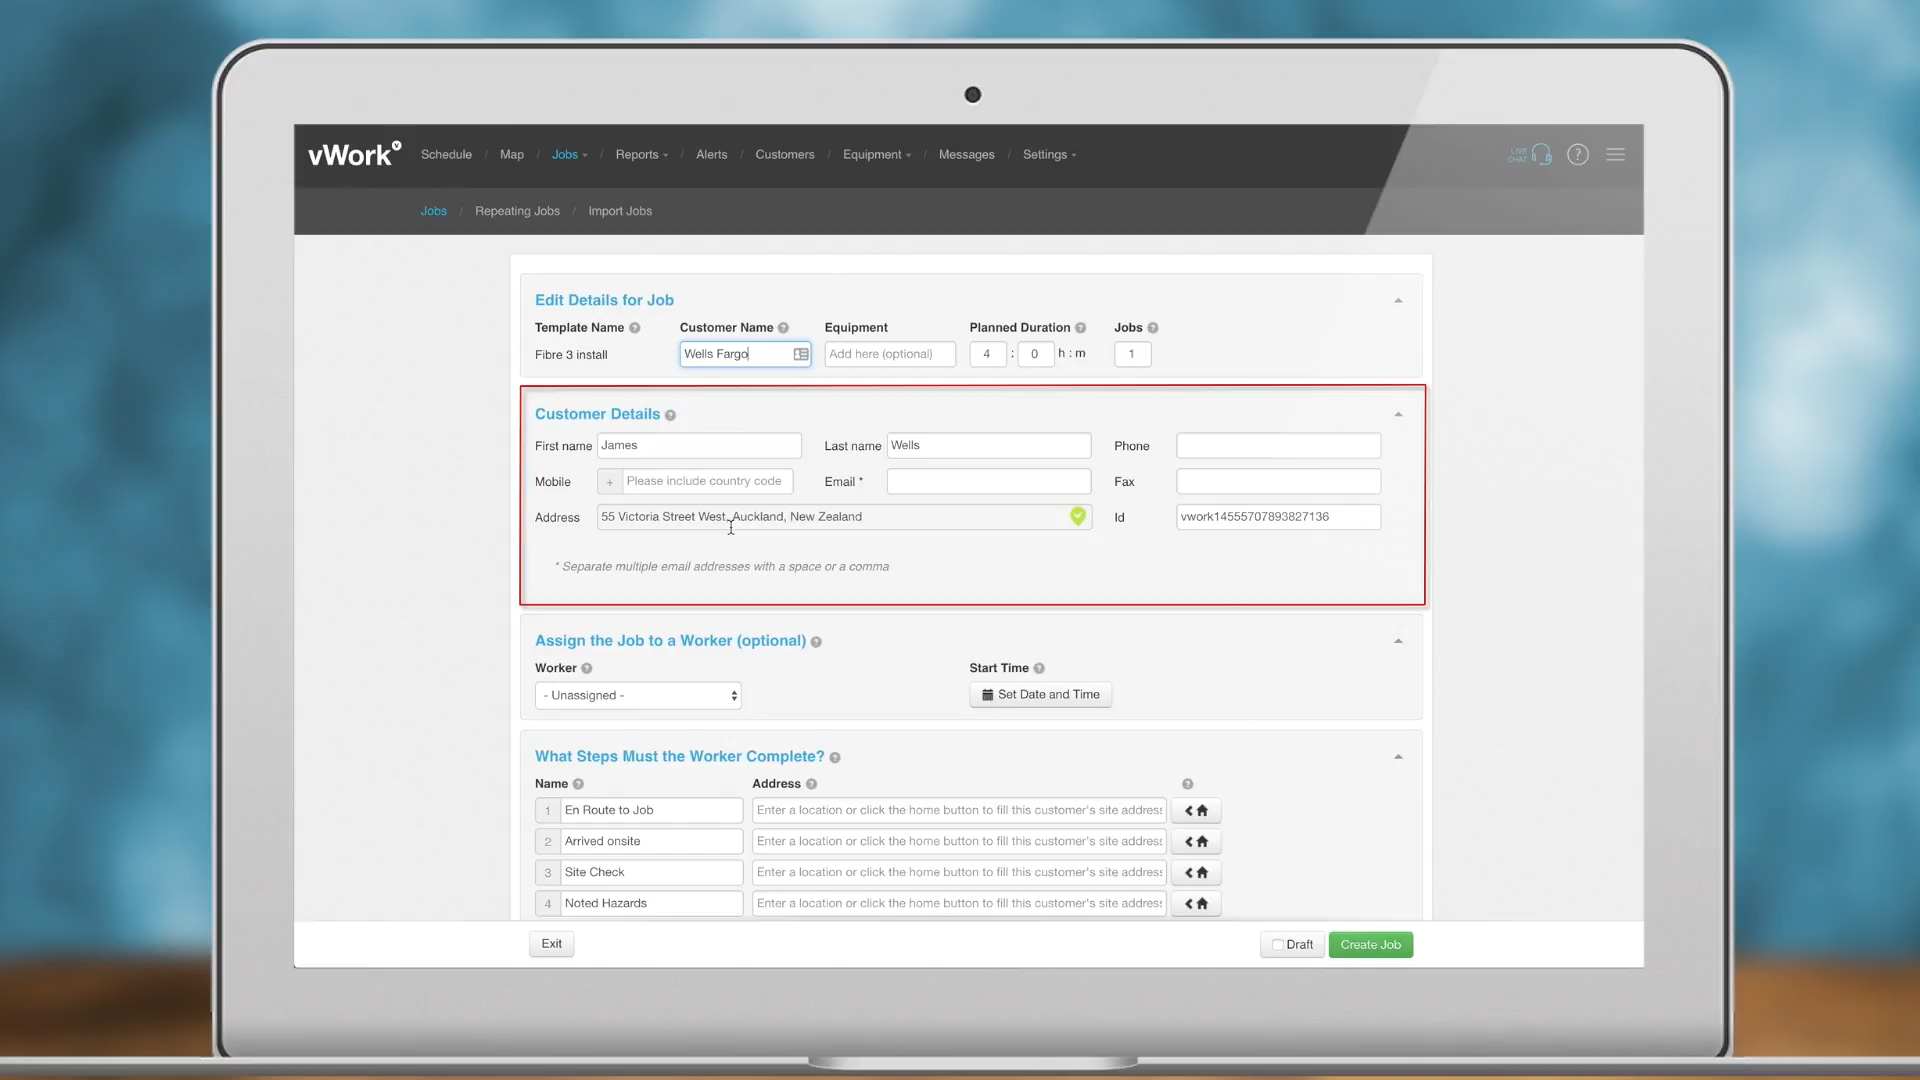 vWork
Schedule / Map / Jobs / Reports / Alerts / Customers / Equipment / Messages / Settings
LIVE CHAT ?
Jobs / Repeating Jobs / Import Jobs
Edit Details for Job
Template Name ? Customer Name ? Equipment Planned Duration ? Jobs ?
Fibre 3 install Wells Fargo Add here (optional) 4 : 0 h : m 1
Customer Details ?
First name James Last name Wells Phone
Mobile + Please include country code Email * Fax
Address 55 Victoria Street West, Auckland, New Zealand Id vwork14555707893827136
* Separate multiple email addresses with a space or a comma
Assign the Job to a Worker (optional) ?
Worker ? Start Time ?
- Unassigned - Set Date and Time
What Steps Must the Worker Complete? ?
Name ? Address ? ?
1 En Route to Job Enter a location or click the home button to fill this customer's site address
2 Arrived onsite Enter a location or click the home button to fill this customer's site address
3 Site Check Enter a location or click the home button to fill this customer's site address
4 Noted Hazards Enter a location or click the home button to fill this customer's site address
Exit Draft Create Job